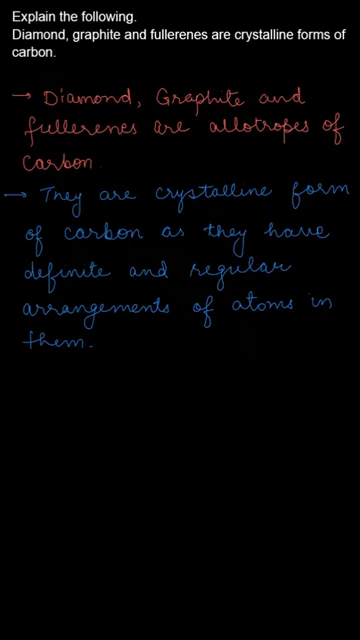 Explain the following.
Diamond, graphite and fullerenes are crystalline forms of
carbon.
→ Diamond, Graphite and
fullerenes are allotropes of
carbon.
→ They are crystalline form
of carbon as they have
definite and regular
arrangements of atoms in
them.